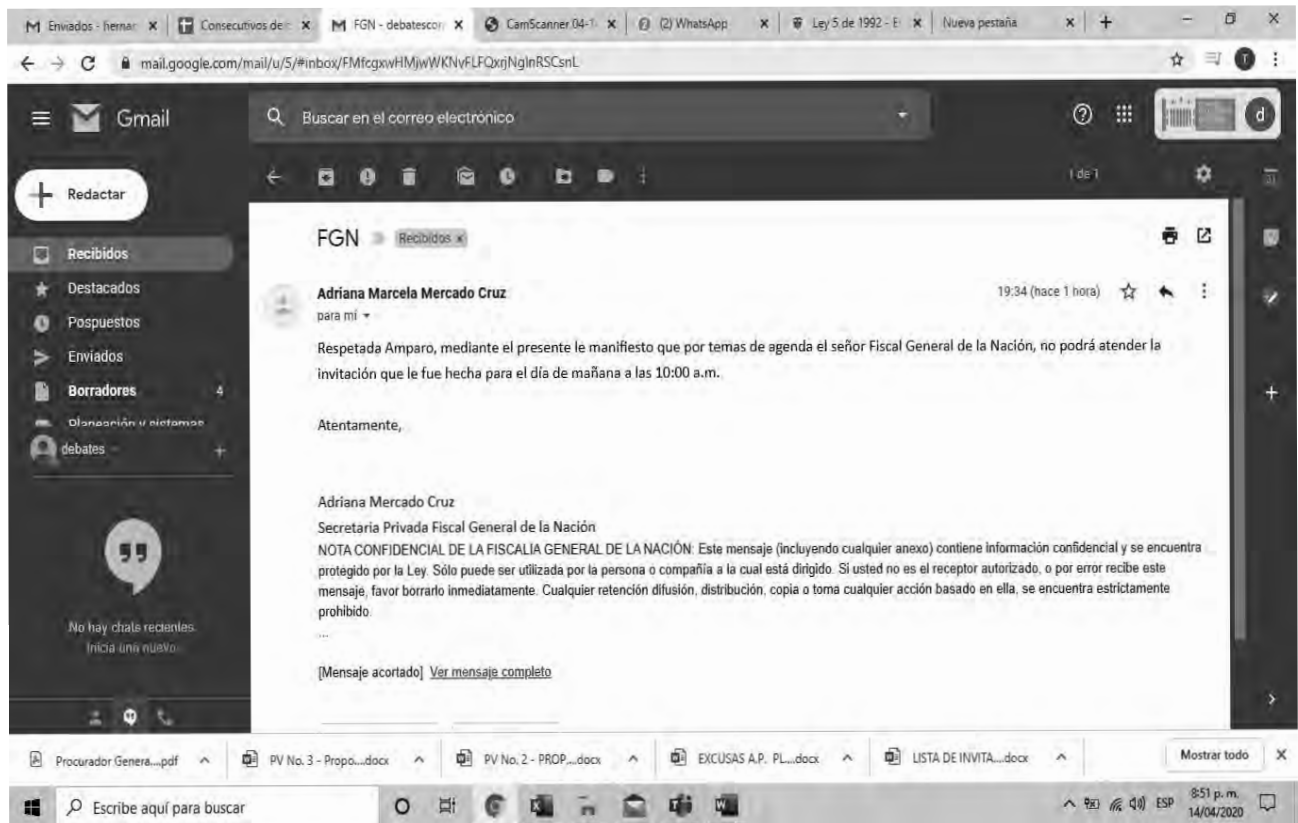 Enviados - hernar
Consecutivos de
FGN - debatescor
CamScanner 04-1
(2) WhatsApp
Ley 5 de 1992 - E
Nueva pestaña
mail.google.com/mail/u/5/#inbox/FMfcgxwHMjwWKNvFLFQxrjNgInRSCsnL
Gmail
Buscar en el correo electrónico
d
Redactar
1 de 1
FGN
Recibidos x
Recibidos
Destacados
Pospuestos
Enviados
Borradores 4
Planeación y sistemas
debates
Adriana Marcela Mercado Cruz
19:34 (hace 1 hora)
para mí
Respetada Amparo, mediante el presente le manifiesto que por temas de agenda el señor Fiscal General de la Nación, no podrá atender la
invitación que le fue hecha para el día de mañana a las 10:00 a.m.
Atentamente,
Adriana Mercado Cruz
Secretaria Privada Fiscal General de la Nación
NOTA CONFIDENCIAL DE LA FISCALIA GENERAL DE LA NACIÓN: Este mensaje (incluyendo cualquier anexo) contiene información confidencial y se encuentra
protegido por la Ley. Sólo puede ser utilizada por la persona o compañía a la cual está dirigido. Si usted no es el receptor autorizado, o por error recibe este
mensaje, favor borrarlo inmediatamente. Cualquier retención difusión, distribución, copia o toma cualquier acción basado en ella, se encuentra estrictamente
prohibido.
...
[Mensaje acortado] Ver mensaje completo
No hay chats recientes.
Inicia uno nuevo
Procurador Genera....pdf
PV No. 3 - Propo...docx
PV No. 2 - PROP....docx
EXCUSAS A.P. PL....docx
LISTA DE INVITA....docx
Mostrar todo X
Escribe aquí para buscar
ESP
8:51 p. m.
14/04/2020